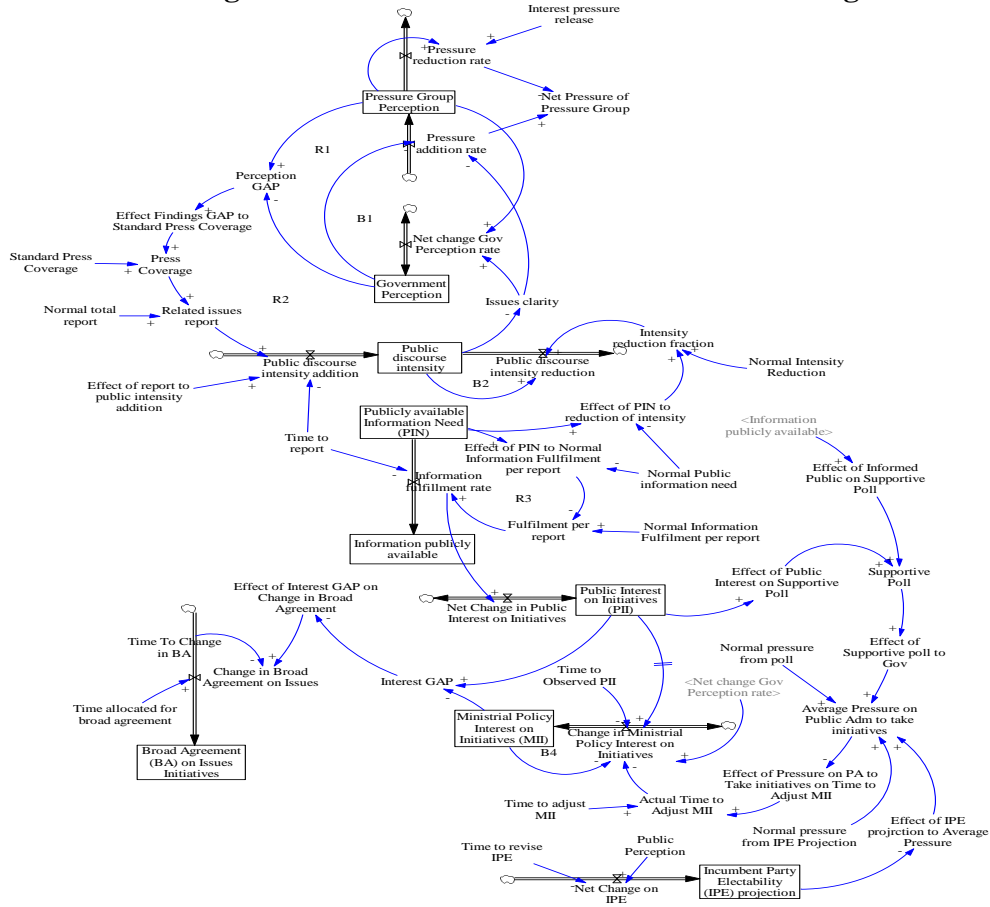 Interest pressure
release
Pressure
reduction rate
Pressure Group
Perception
Net Pressure of
Pressure Group
Pressure
addition rate
R1
Perception
GAP
Effect Findings GAP to
Standard Press Coverage
B1
Net change Gov
Perception rate
Standard Press
Coverage
Press
Coverage
Government
Perception
R2
Issues clarity
Normal total
report
Related issues
report
Intensity
reduction fraction
Public discourse
intensity addition
Public
discourse
intensity
Public discourse
intensity reduction
B2
Normal Intensity
Reduction
Effect of report to
public intensity
addition
Publicly available
Information Need
(PIN)
Effect of PIN to
reduction of intensity
<Information
publicly available>
Time to
report
Effect of PIN to Normal
Information Fullfilment
per report
Normal Public
information need
Effect of Informed
Public on Supportive
Poll
Information
fulfillment rate
R3
Fulfilment per
report
Normal Information
Fulfilment per report
Information publicly
available
Effect of Public
Interest on Supportive
Poll
Supportive
Poll
Effect of Interest GAP on
Change in Broad
Agreement
Net Change in Public
Interest on Initiatives
Public Interest
on Initiatives
(PII)
Time To Change
in BA
Change in Broad
Agreement on Issues
Interest GAP
Time to
Observed PII
Normal pressure
from poll
Effect of
Supportive poll to
Gov
<Net change Gov
Perception rate>
Time allocated for
broad agreement
Ministrial Policy
Interest on
Initiatives (MII)
B4
Change in Ministrial
Policy Interest on
Initiatives
Average Pressure on
Public Adm to take
initiatives
Broad Agreement
(BA) on Issues
Initiatives
Effect of Pressure on PA to
Take initiatives on Time to
Adjust MII
Time to adjust
MII
Actual Time to
Adjust MII
Normal pressure
from IPE Projection
Effect of IPE
projrction to Average
Pressure
Time to revise
IPE
Public
Perception
Net Change on
IPE
Incumbent Party
Electability
(IPE) projection